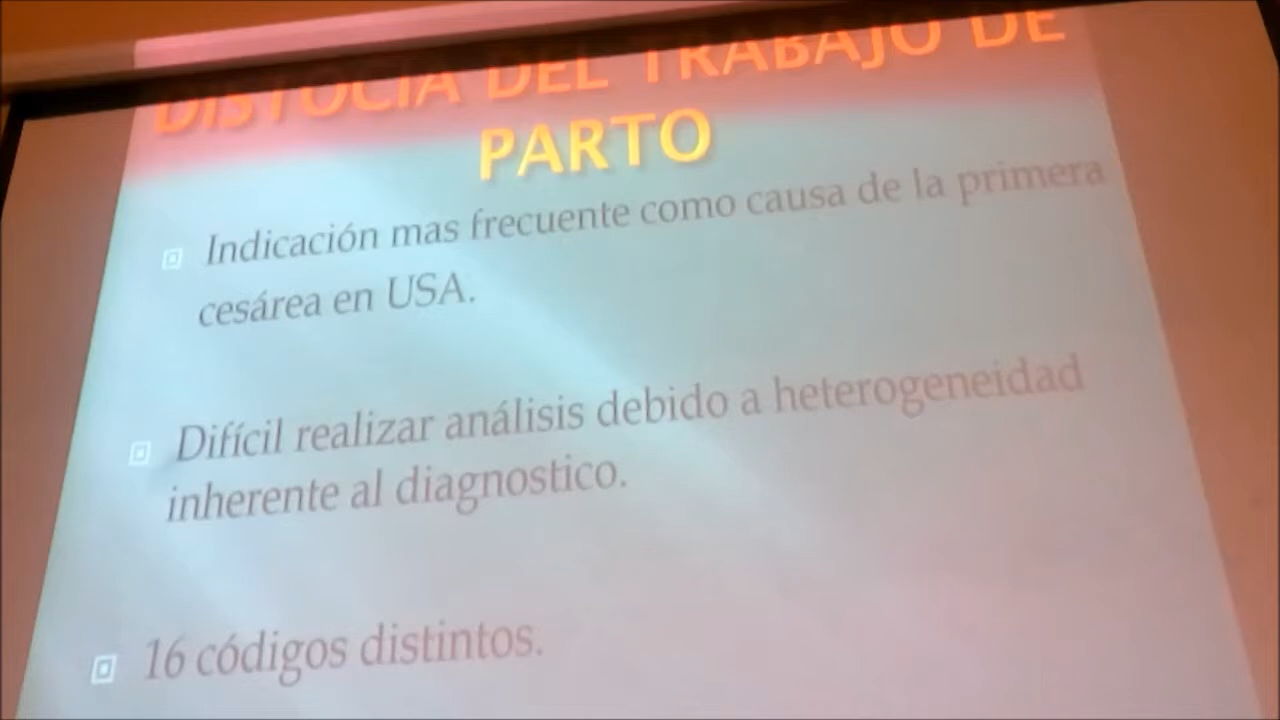 DISTOCIA DEL TRABAJO DE
PARTO
Indicación mas frecuente como causa de la primera
cesárea en USA.
Difícil realizar análisis debido a heterogeneidad
inherente al diagnostico.
16 códigos distintos.